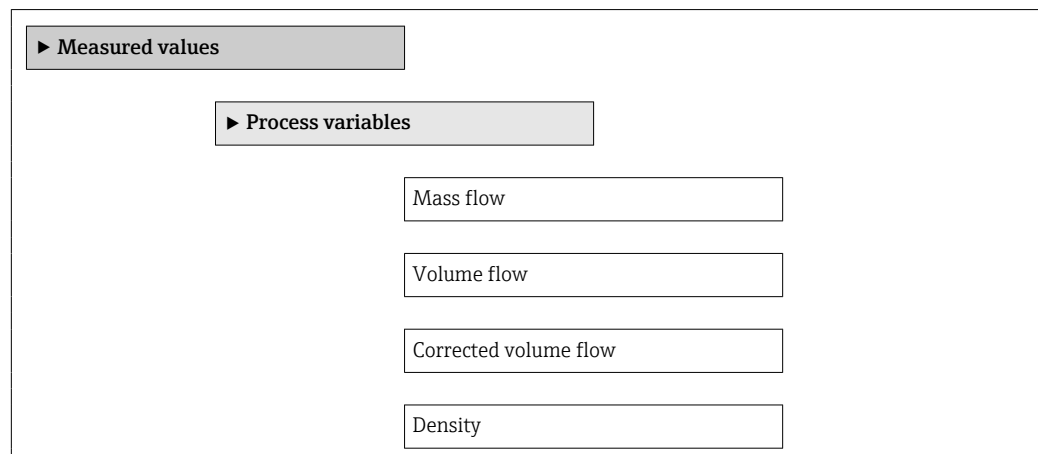 ▶ Measured values
▶ Process variables
Mass flow
Volume flow
Corrected volume flow
Density